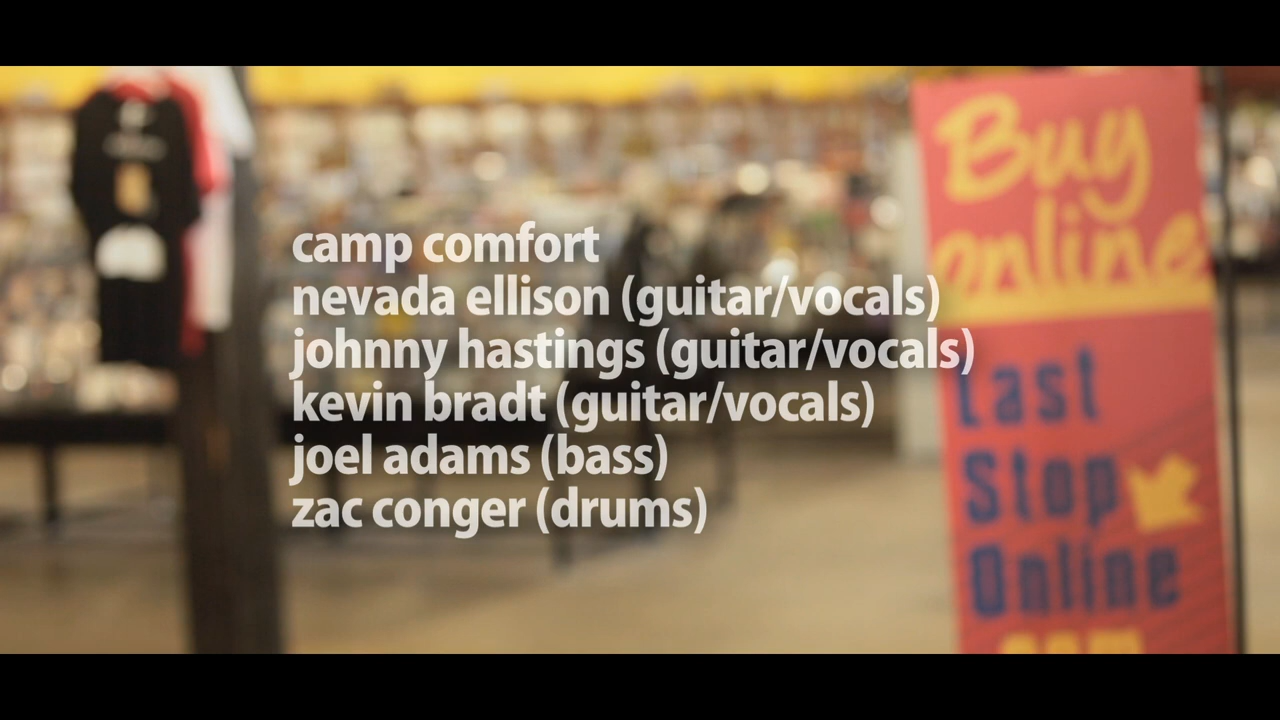 camp comfort
nevada ellison (guitar/vocals)
johnny hastings (guitar/vocals)
kevin bradt (guitar/vocals)
joel adams (bass)
zac conger (drums)
Buy
online
Last
Stop
Online